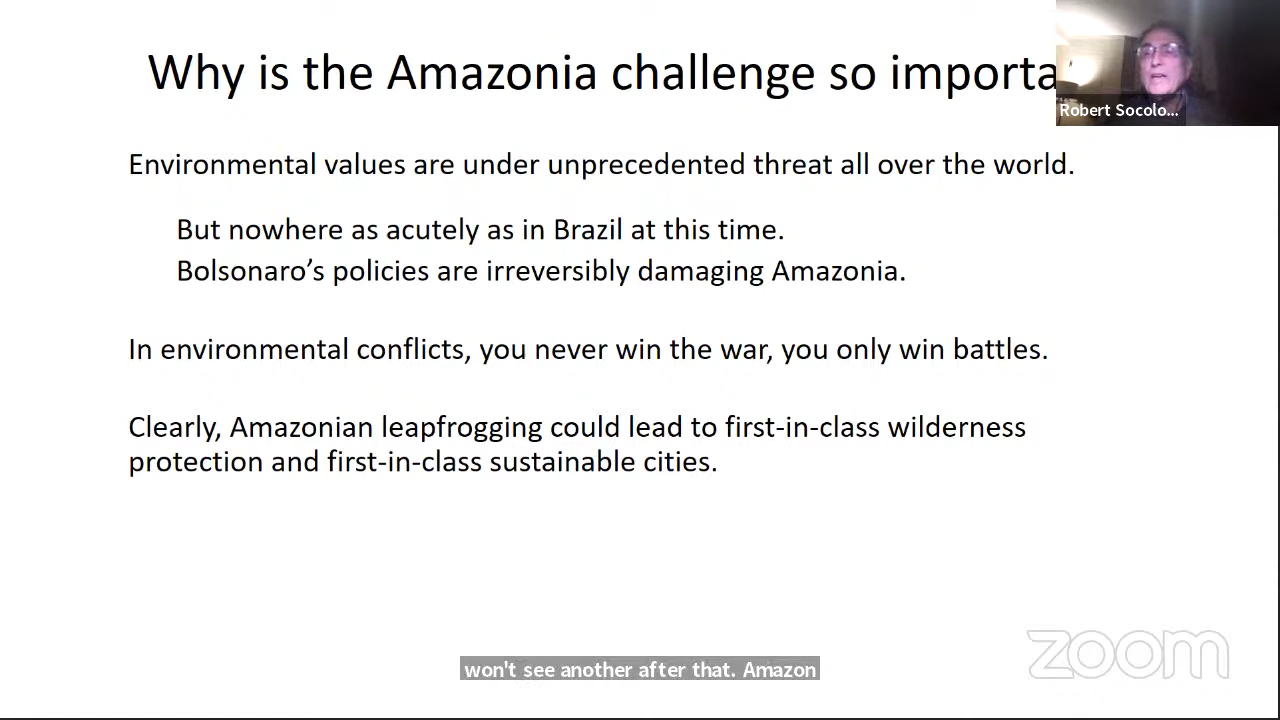 Why is the Amazonia challenge so importa
Robert Socolo...
Environmental values are under unprecedented threat all over the world.
But nowhere as acutely as in Brazil at this time.
Bolsonaro's policies are irreversibly damaging Amazonia.
In environmental conflicts, you never win the war, you only win battles.
Clearly, Amazonian leapfrogging could lead to first-in-class wilderness
protection and first-in-class sustainable cities.
zoom
won't see another after that. Amazon